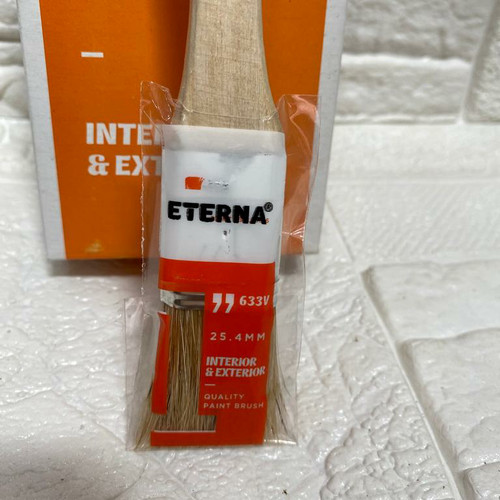 INTE
& EXT
ETERNA®
633V
25.4MM
INTERIOR
& EXTERIOR
QUALITY
PAINT BRUSH